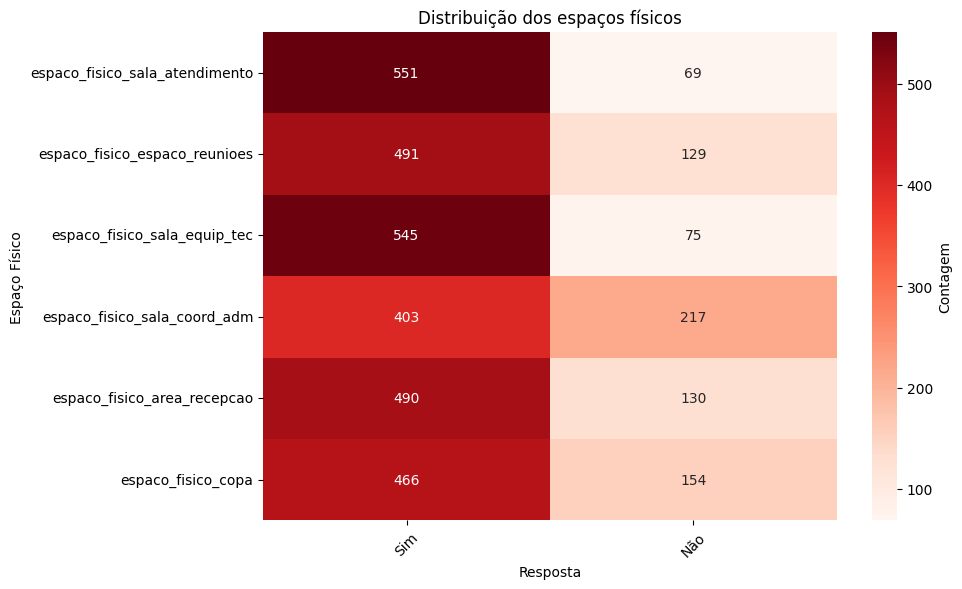 Distribuição dos espaços físicos
espaco_fisico_sala_atendimento 551 69
espaco_fisico_espaco_reunioes 491 129
espaco_fisico_sala_equip_tec 545 75
espaco_fisico_sala_coord_adm 403 217
espaco_fisico_area_recepcao 490 130
espaco_fisico_copa 466 154
Espaço Físico
Sim Não
Resposta
500
400
300
200
100
Contagem